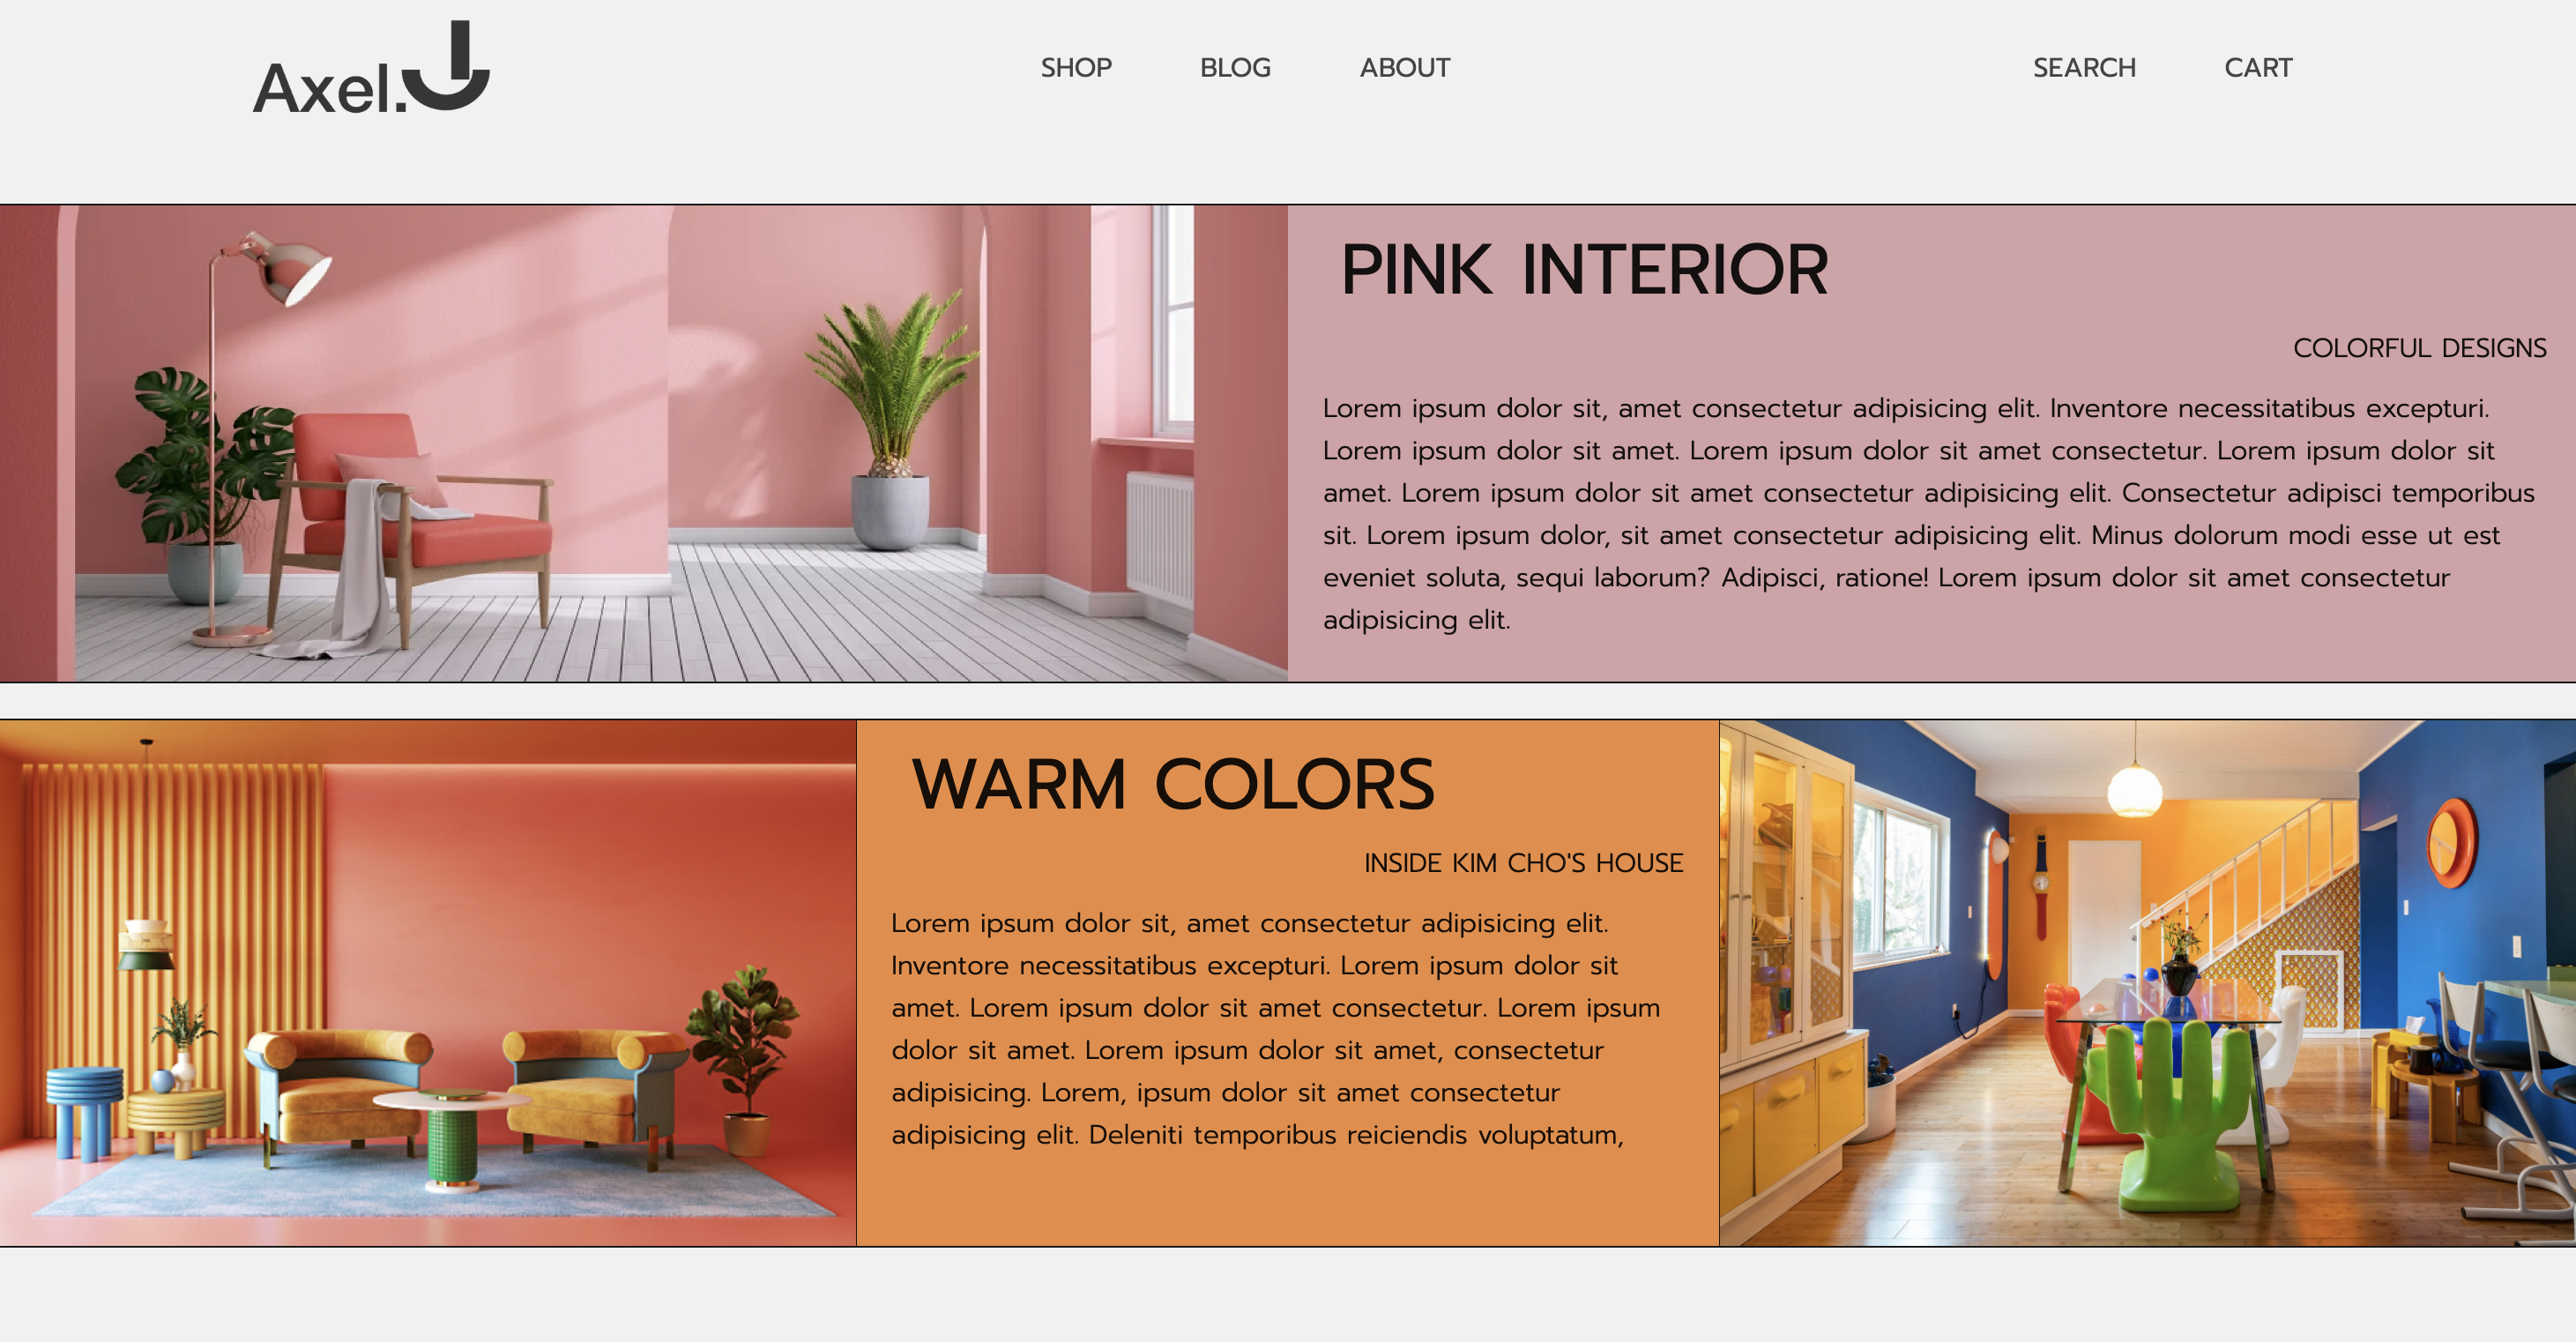 Axel.J
SHOP BLOG ABOUT SEARCH CART
PINK INTERIOR
COLORFUL DESIGNS
Lorem ipsum dolor sit, amet consectetur adipisicing elit. Inventore necessitatibus excepturi.
Lorem ipsum dolor sit amet. Lorem ipsum dolor sit amet consectetur. Lorem ipsum dolor sit
amet. Lorem ipsum dolor sit amet consectetur adipisicing elit. Consectetur adipisci temporibus
sit. Lorem ipsum dolor, sit amet consectetur adipisicing elit. Minus dolorum modi esse ut est
eveniet soluta, sequi laborum? Adipisci, ratione! Lorem ipsum dolor sit amet consectetur
adipisicing elit.
WARM COLORS
INSIDE KIM CHO'S HOUSE
Lorem ipsum dolor sit, amet consectetur adipisicing elit.
Inventore necessitatibus excepturi. Lorem ipsum dolor sit
amet. Lorem ipsum dolor sit amet consectetur. Lorem ipsum
dolor sit amet. Lorem ipsum dolor sit amet, consectetur
adipisicing. Lorem, ipsum dolor sit amet consectetur
adipisicing elit. Deleniti temporibus reiciendis voluptatum,